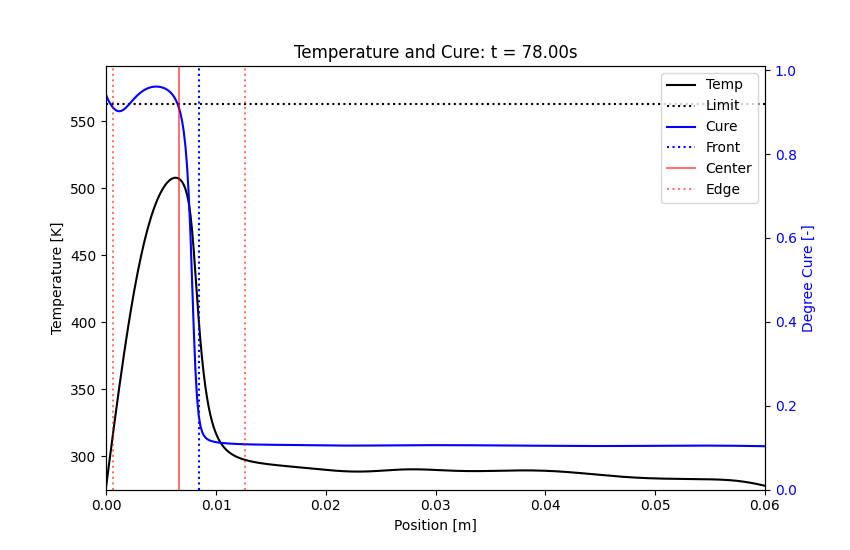 Temperature and Cure: t = 78.00s
Temp
Limit
Cure
Front
Center
Edge
Temperature [K]
550
500
450
400
350
300
Degree Cure [-]
1.0
0.8
0.6
0.4
0.2
0.0
0.00 0.01 0.02 0.03 0.04 0.05 0.06
Position [m]